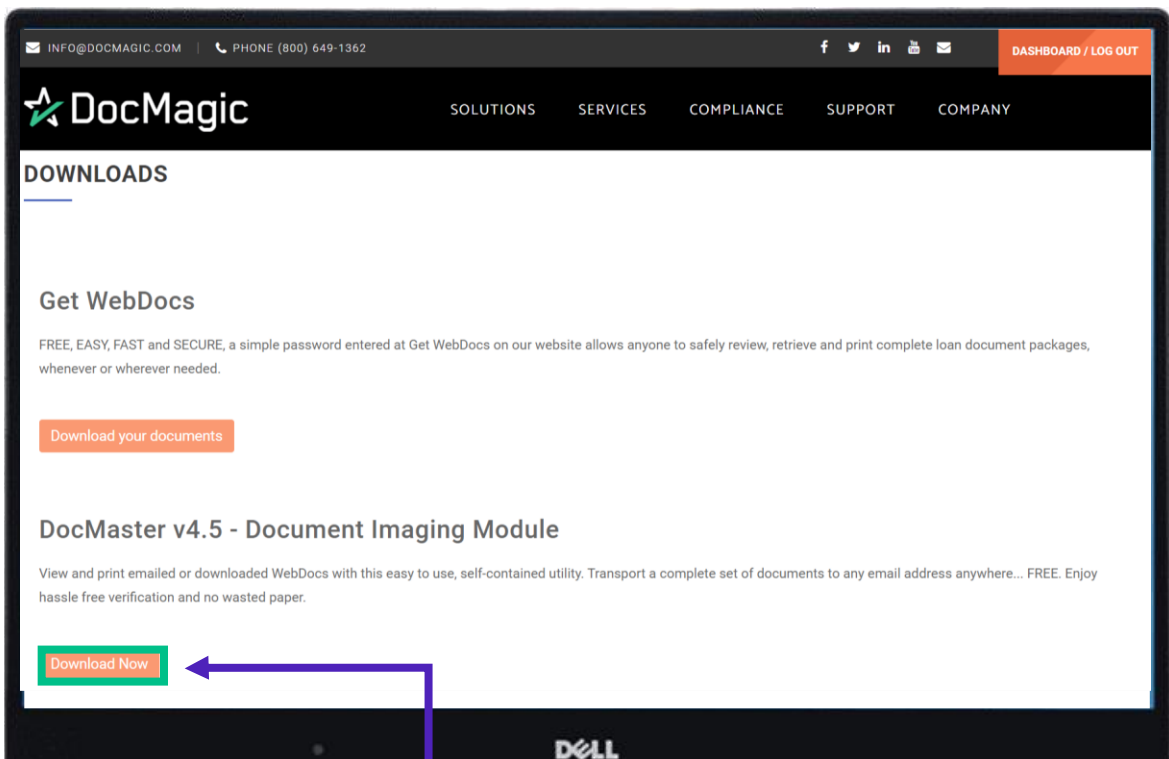 INFO@DOCMAGIC.COM | PHONE (800) 649-1362
DASHBOARD / LOG OUT
DocMagic
SOLUTIONS SERVICES COMPLIANCE SUPPORT COMPANY
DOWNLOADS
Get WebDocs
FREE, EASY, FAST and SECURE, a simple password entered at Get WebDocs on our website allows anyone to safely review, retrieve and print complete loan document packages,
whenever or wherever needed.
Download your documents
DocMaster v4.5 - Document Imaging Module
View and print emailed or downloaded WebDocs with this easy to use, self-contained utility. Transport a complete set of documents to any email address anywhere... FREE. Enjoy
hassle free verification and no wasted paper.
Download Now
DELL